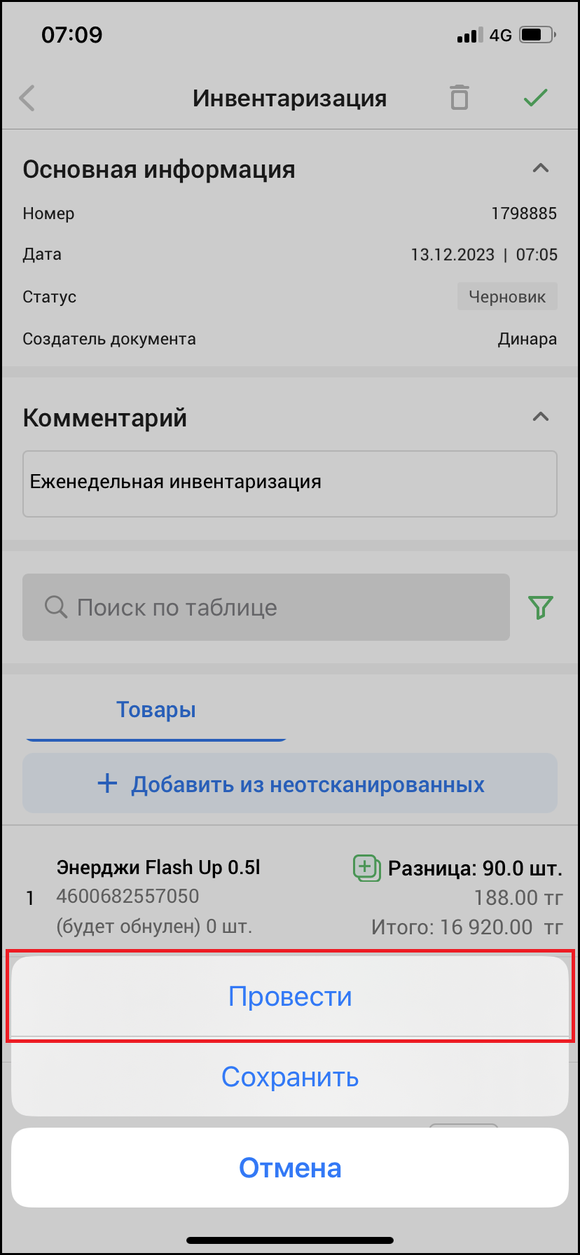 07:09 4G
Инвентаризация
Основная информация
Номер 1798885
Дата 13.12.2023 | 07:05
Статус Черновик
Создатель документа Динара
Комментарий
Еженедельная инвентаризация
Поиск по таблице
Товары
+ Добавить из неотсканированных
Энерджи Flash Up 0.5l Разница: 90.0 шт.
1 4600682557050 188.00 тг
(будет обнулен) 0 шт. Итого: 16 920.00 тг
Провести
Сохранить
Отмена